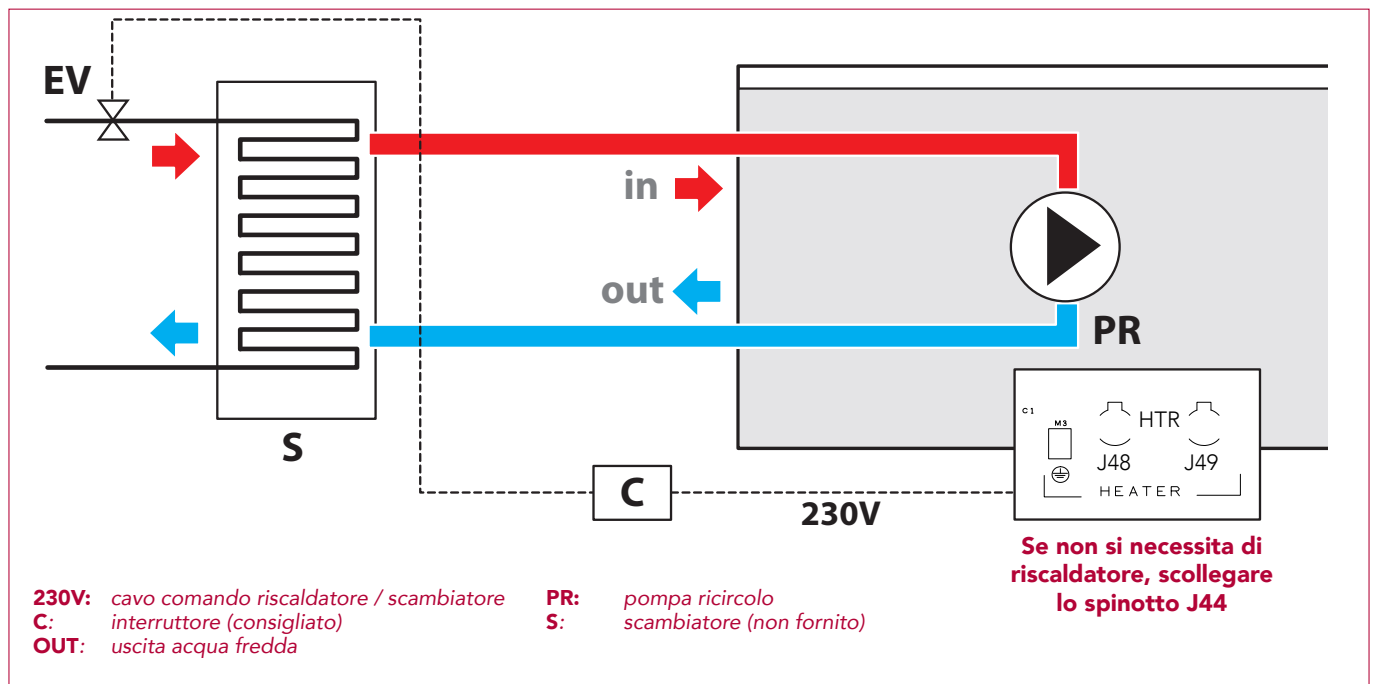 EV
in
out
PR
S
C
230V
C1
M3
HTR
J48
J49
HEATER
Se non si necessita di
riscaldatore, scollegare
lo spinotto J44
230V: cavo comando riscaldatore / scambiatore
C: interruttore (consigliato)
OUT: uscita acqua fredda
PR: pompa ricircolo
S: scambiatore (non fornito)